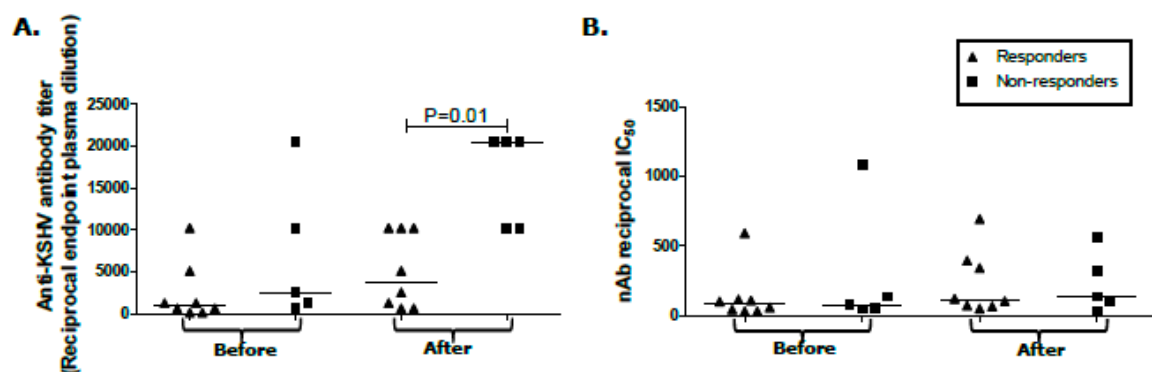 A.
Anti-KSHV antibody titer
[Reciprocal endpoint plasma dilution)
25000
20000
15000
10000
5000
0
P=0.01
Before
After
B.
Responders
Non-responders
nAb reciprocal IC₅₀
1500
1000
500
0
Before
After